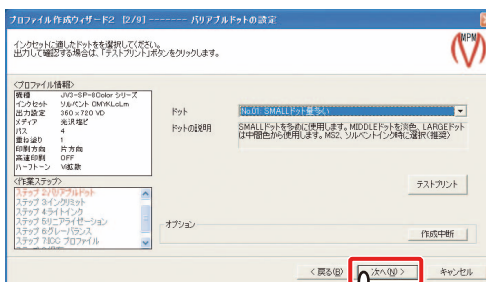 プロファイル作成ウィザード2 [2/9] ------- バリアブルドットの設定
インクセットに適したドットをを選択してください。
出力して確認する場合は、「テストプリント」ボタンをクリックします。
MPM
<プロファイル情報>
機種 JV3-SP-8Color シリーズ
インクセット ソルベント CMYKLcLm
出力設定 360 x 720 VD
メディア 光沢塩ビ
パス 4
重ね塗り 1
印刷方向 片方向
高速印刷 OFF
ハーフトーン V拡散
<作業ステップ>
ステップ 2バリアブルドット
ステップ 3インクリミット
ステップ 4ライトインク
ステップ 5リニアライゼーション
ステップ 6グレーバランス
ステップ 7ICC プロファイル
ドット No.01: SMALLドット量多い
ドットの説明 SMALLドットを多めに使用します。MIDDLEドットを淡色、LARGEドットは中間色から使用します。MS2、ソルベントインク時に選択(推奨)
テストプリント
オプション
作成中断
< 戻る(B)
次へ(N) >
キャンセル